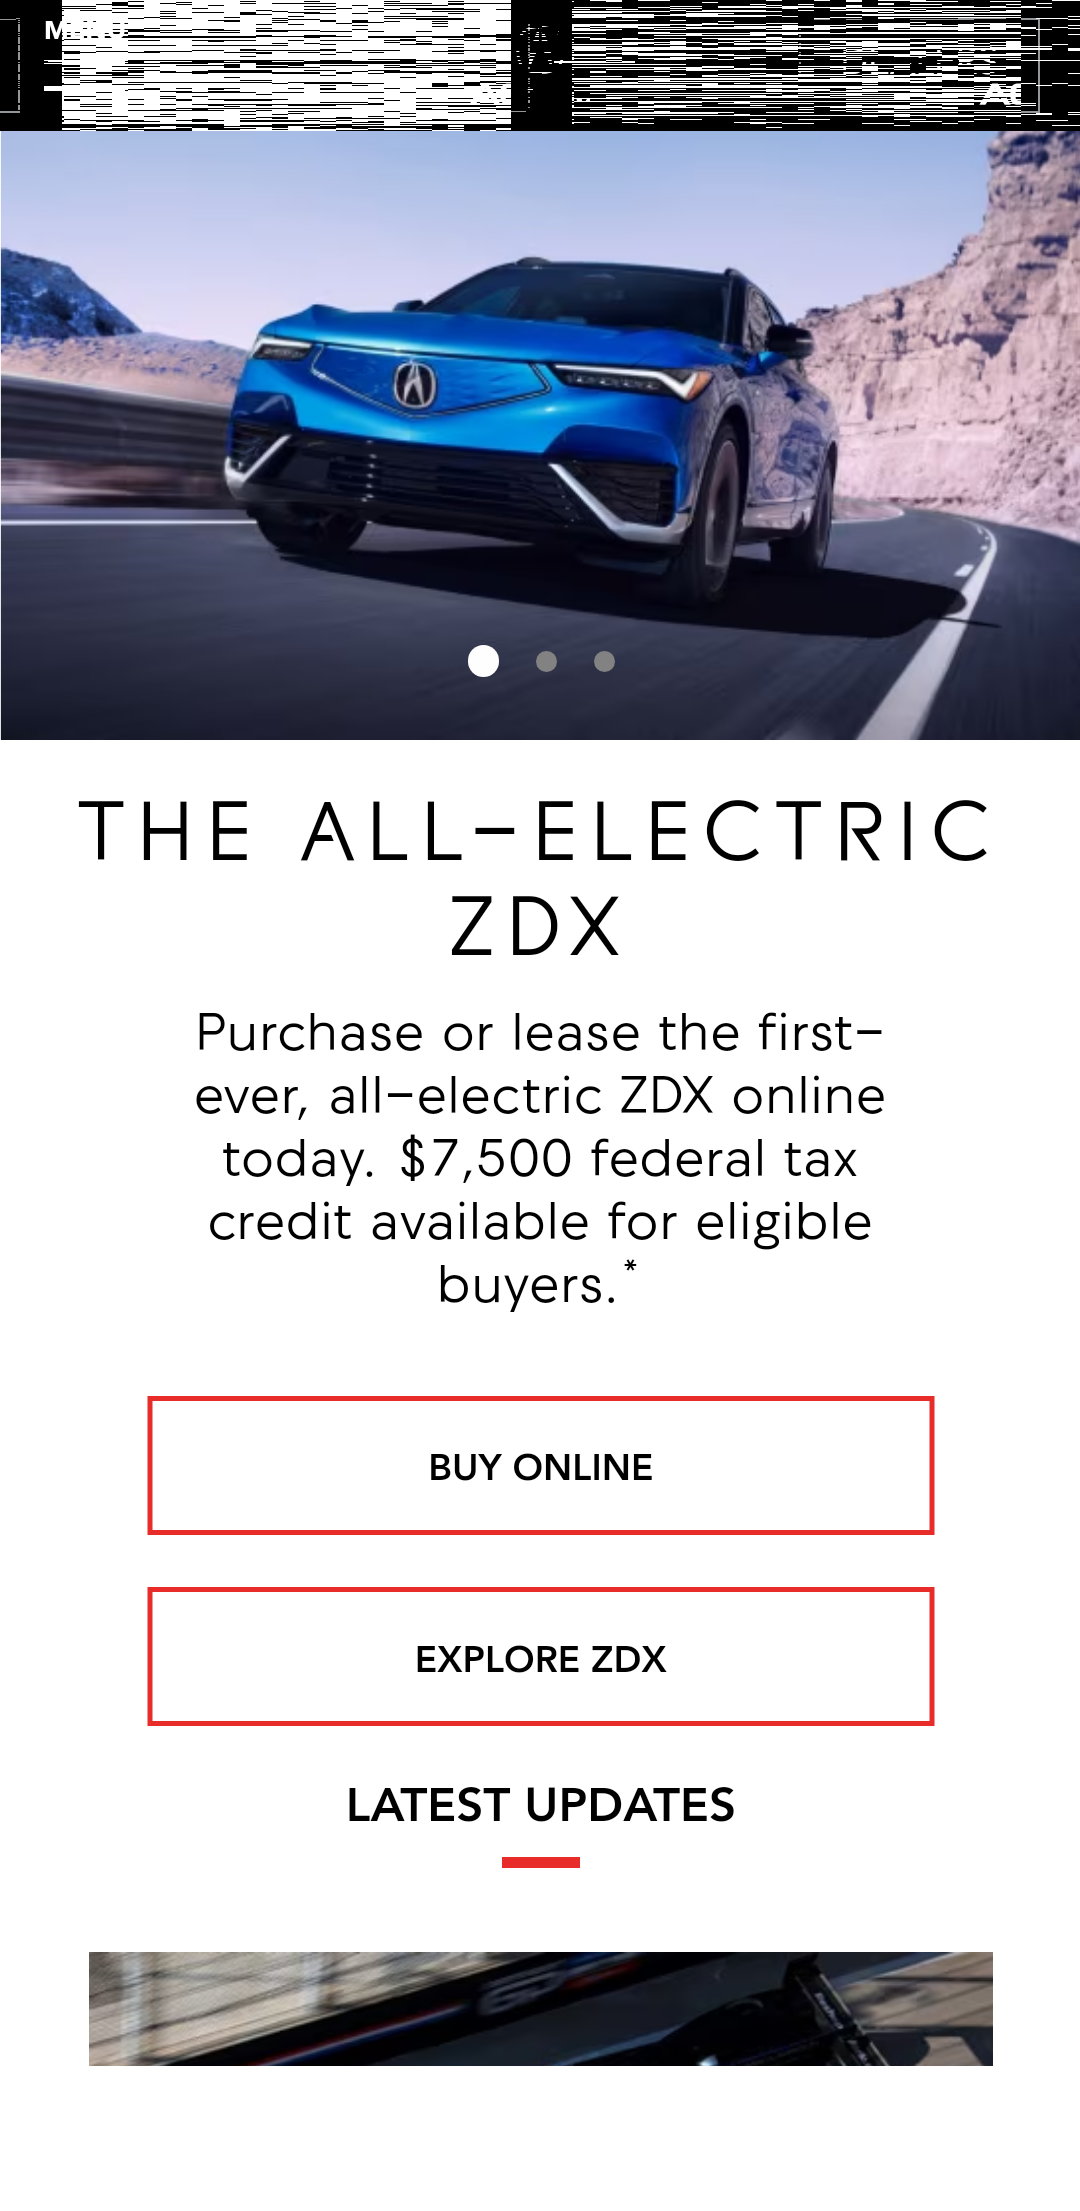 THE ALL-ELECTRIC
ZDX
Purchase or lease the first-
ever, all-electric ZDX online
today. $7,500 federal tax
credit available for eligible
buyers.*
BUY ONLINE
EXPLORE ZDX
LATEST UPDATES